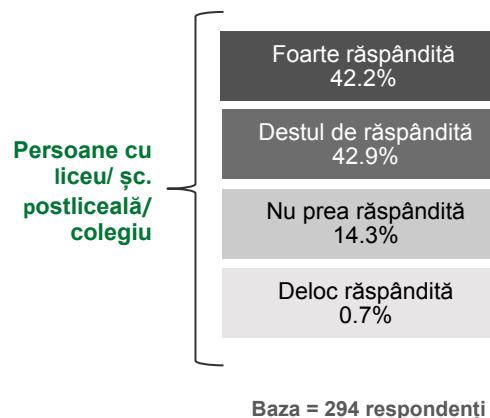 Persoane cu
liceu/ șc.
postliceală/
colegiu
Foarte răspândită
42.2%
Destul de răspândită
42.9%
Nu prea răspândită
14.3%
Deloc răspândită
0.7%
Baza = 294 respondenți